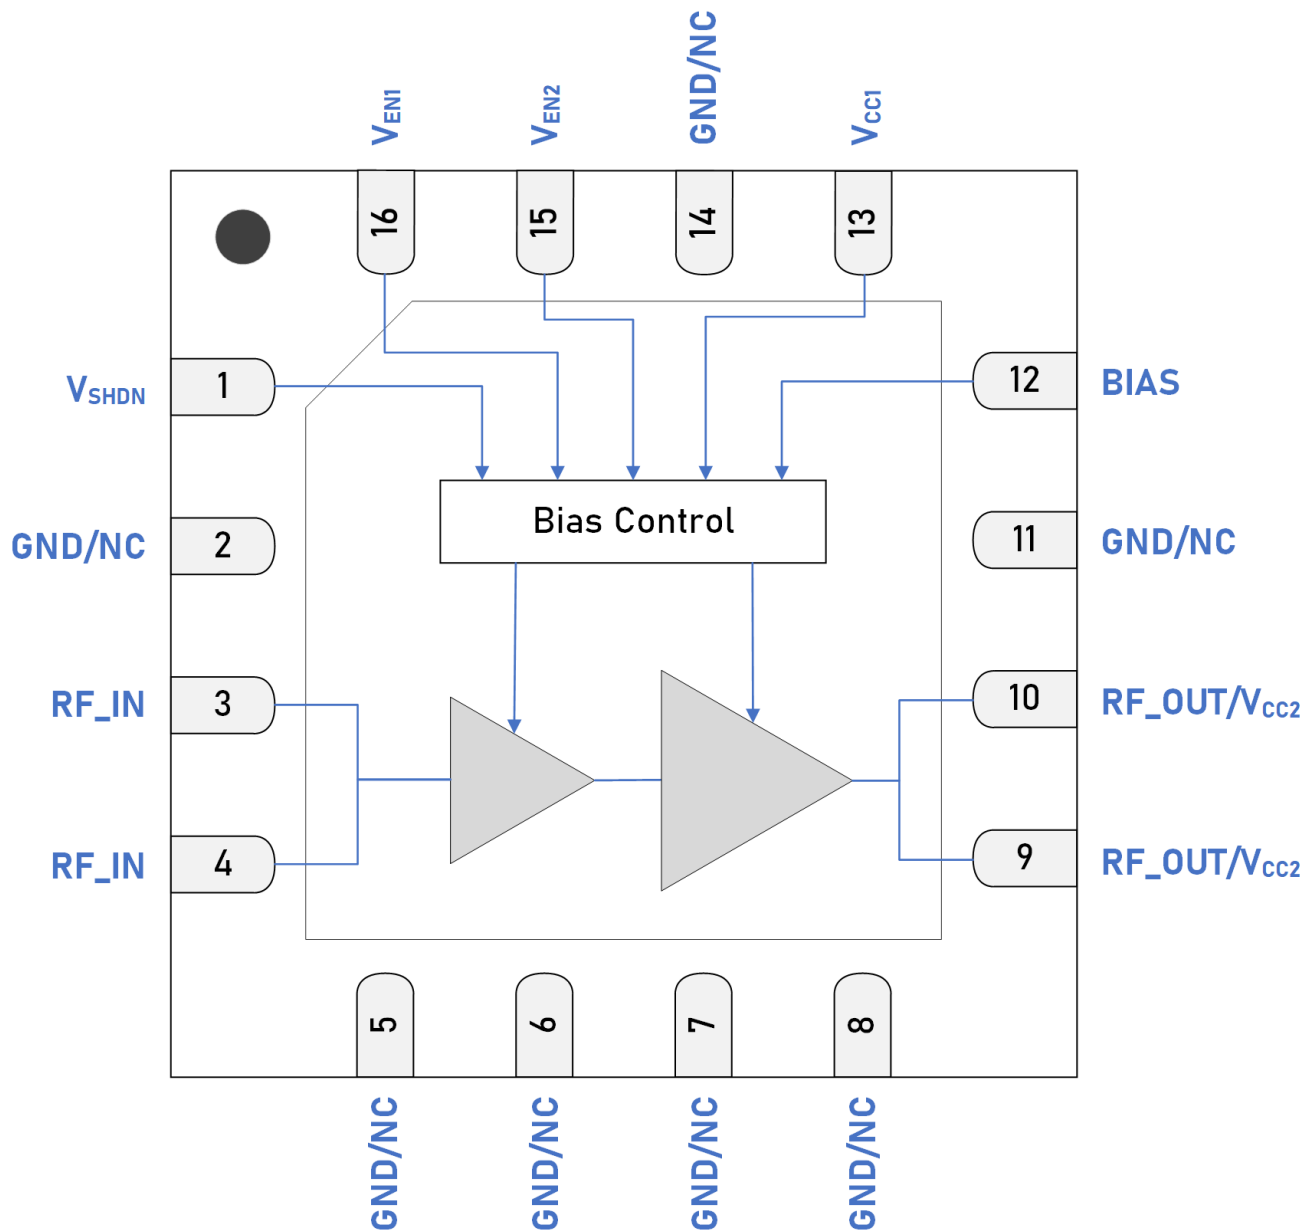 VEN1
VEN2
GND/NC
VCC1
16
15
14
13
VSHDN
1
12
BIAS
GND/NC
2
11
GND/NC
Bias Control
RF_IN
3
10
RF_OUT/VCC2
RF_IN
4
9
RF_OUT/VCC2
5
6
7
8
GND/NC
GND/NC
GND/NC
GND/NC